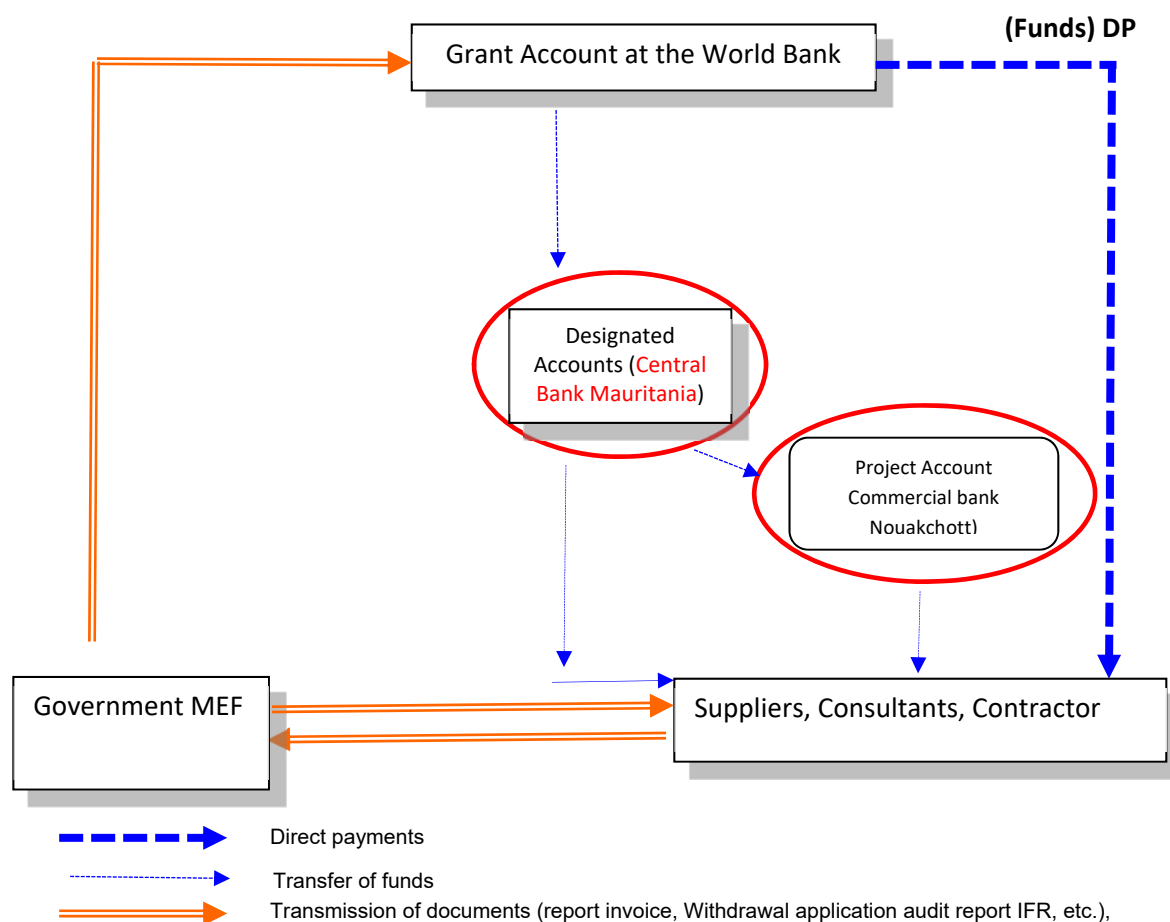 (Funds) DP
Grant Account at the World Bank
Designated
Accounts (Central
Bank Mauritania)
Project Account
Commercial bank
Nouakchott)
Government MEF
Suppliers, Consultants, Contractor
Direct payments
Transfer of funds
Transmission of documents (report invoice, Withdrawal application audit report IFR, etc.),